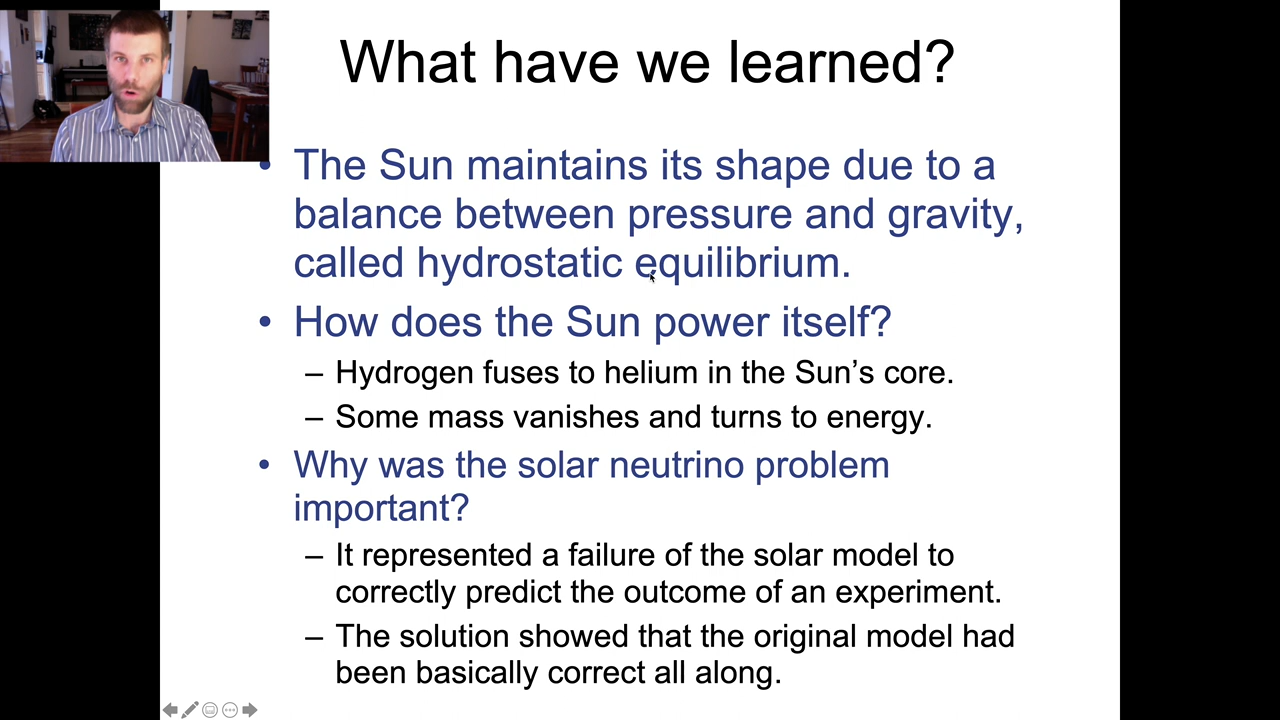 What have we learned?
• The Sun maintains its shape due to a
balance between pressure and gravity,
called hydrostatic equilibrium.
• How does the Sun power itself?
– Hydrogen fuses to helium in the Sun’s core.
– Some mass vanishes and turns to energy.
• Why was the solar neutrino problem
important?
– It represented a failure of the solar model to
correctly predict the outcome of an experiment.
– The solution showed that the original model had
been basically correct all along.